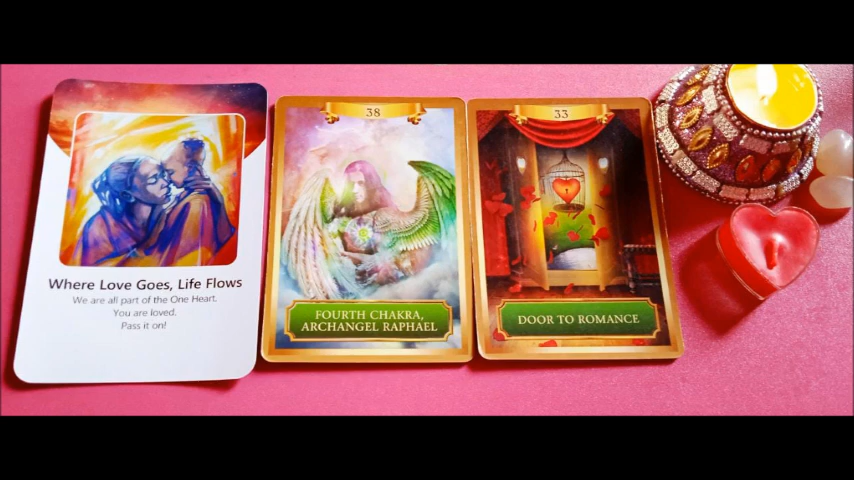 Where Love Goes, Life Flows
We are all part of the One Heart.
You are loved.
Pass it on!
38
FOURTH CHAKRA,
ARCHANGEL RAPHAEL
33
DOOR TO ROMANCE